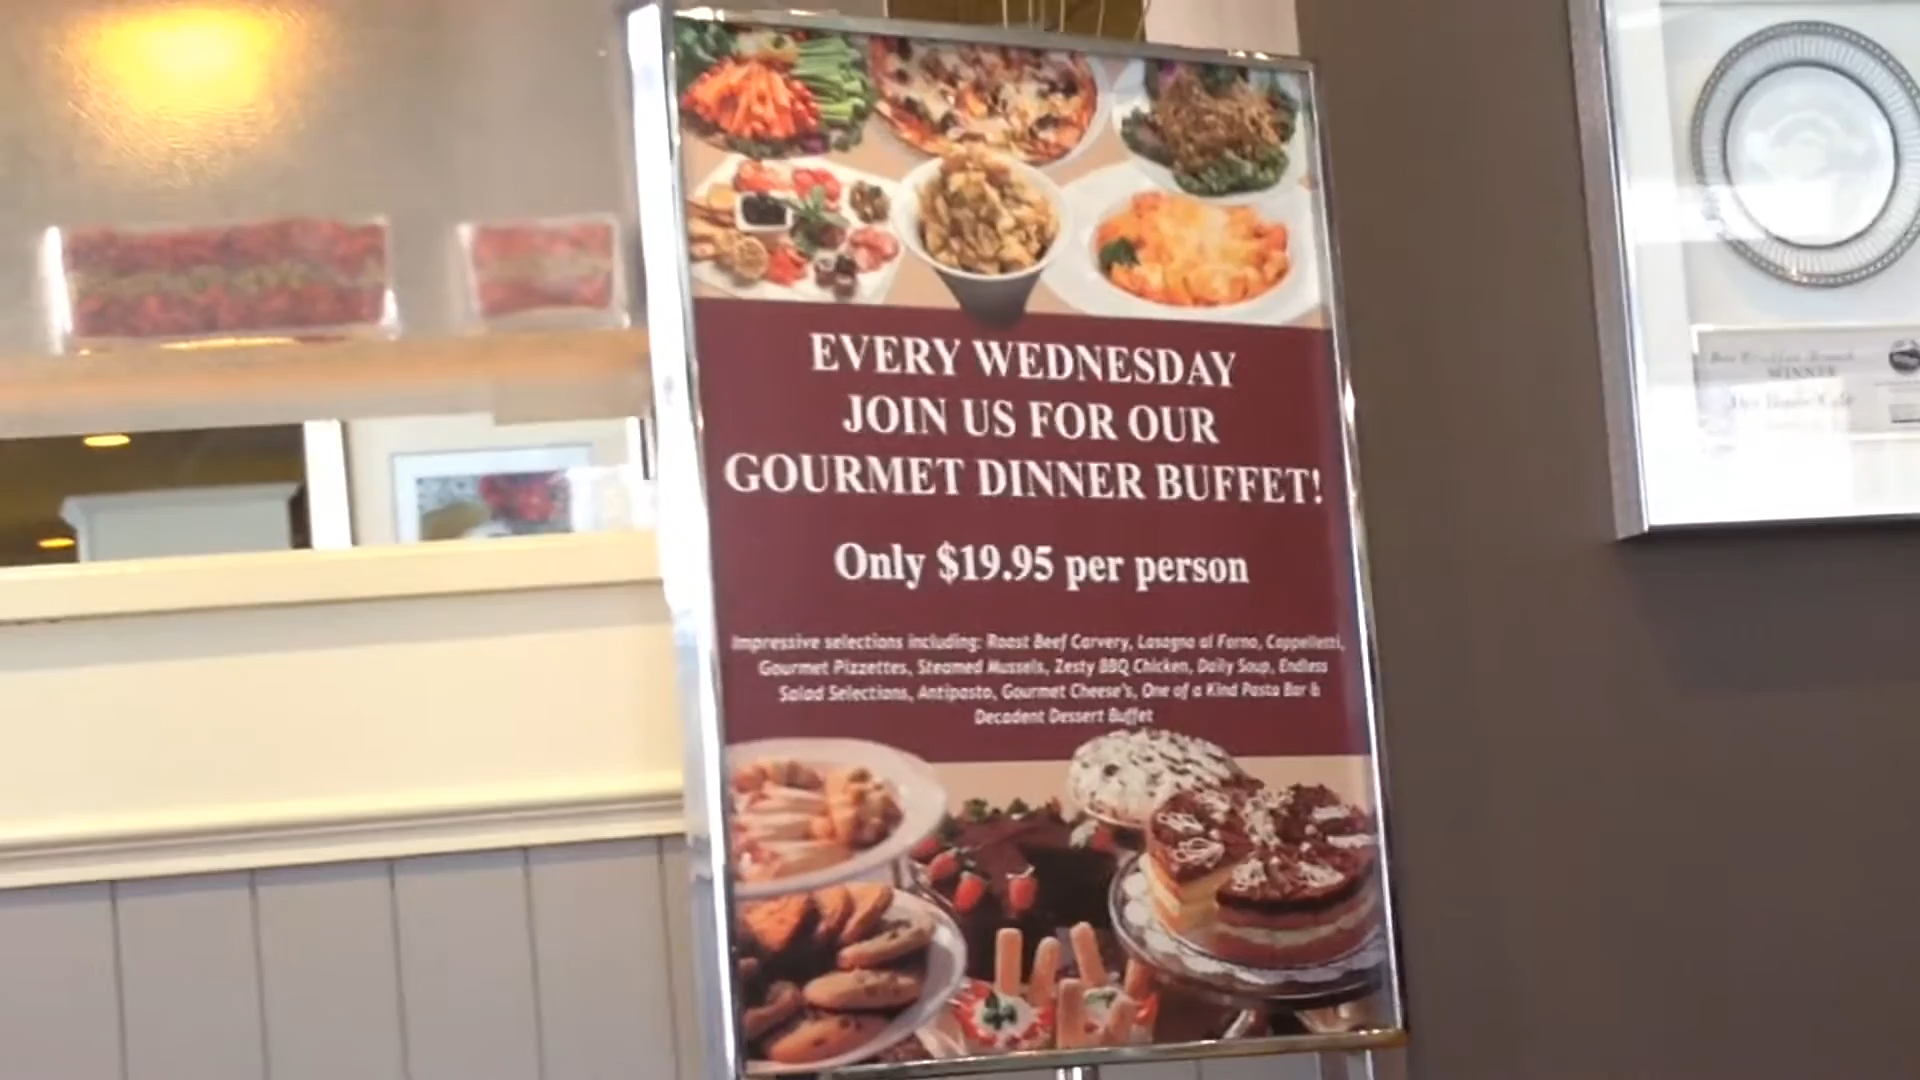 EVERY WEDNESDAY
JOIN US FOR OUR
GOURMET DINNER BUFFET!
Only $19.95 per person
Impressive selections including: Roast Beef Carvery, Lasagna al Forno, Cappelletti,
Gourmet Pizzettes, Steamed Mussels, Zesty BBQ Chicken, Daily Soup, Endless
Salad Selections, Antipasto, Gourmet Cheese's, One of a Kind Pasta Bar &
Decadent Dessert Buffet
WINNER